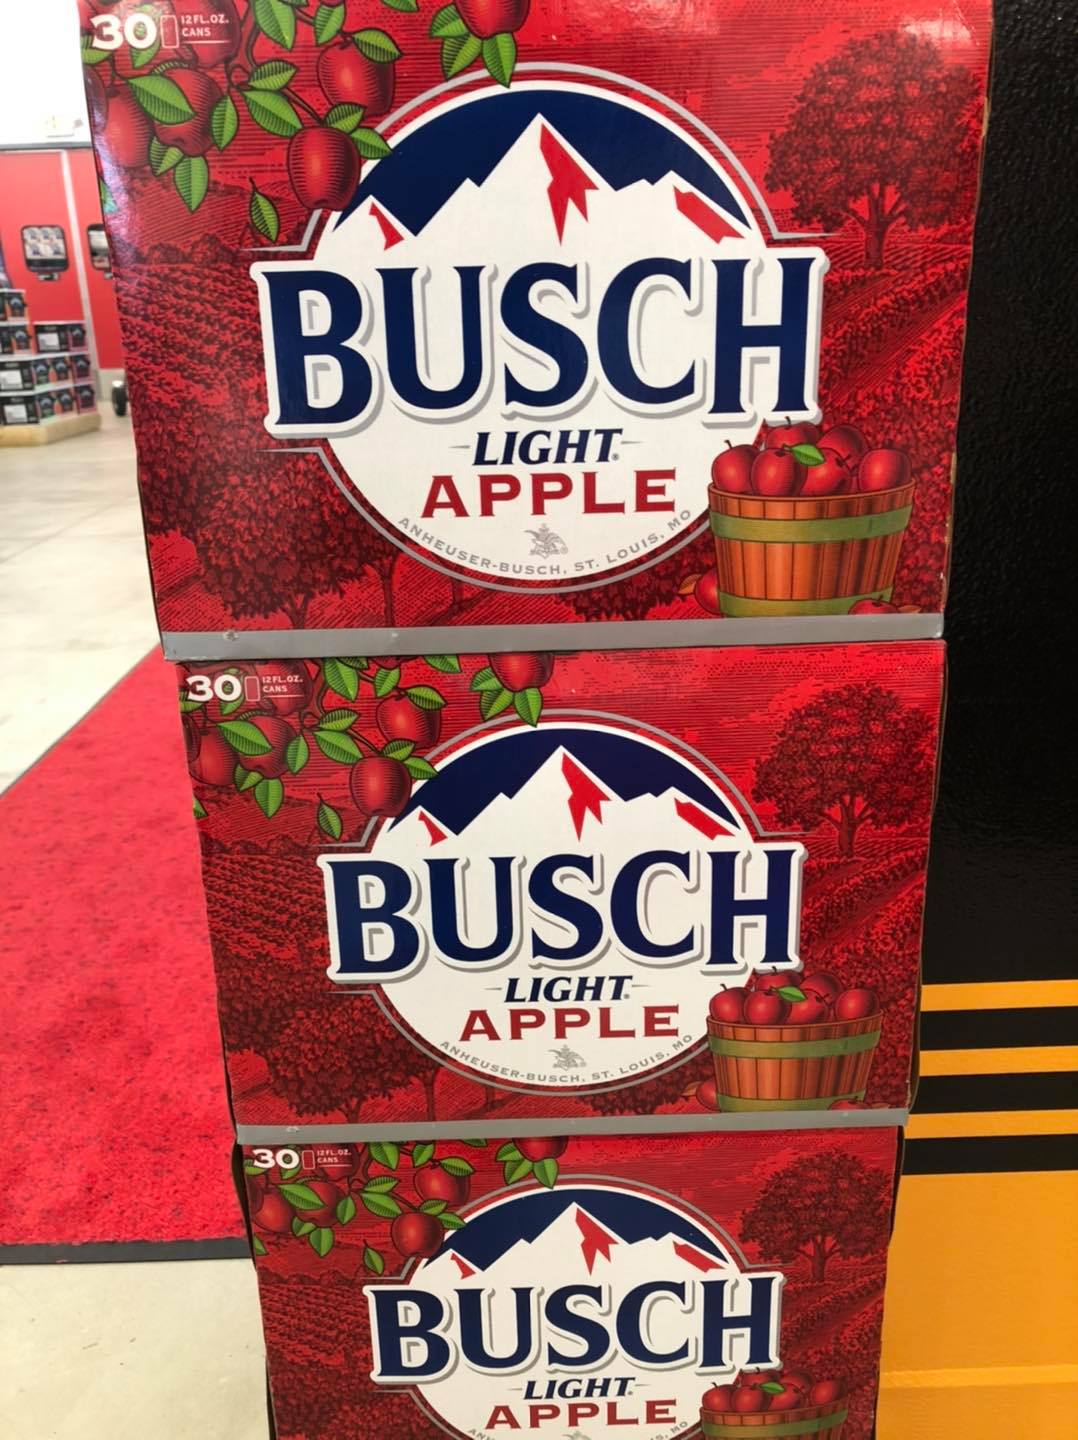 30 12 FL. OZ.
CANS
BUSCH
LIGHT
APPLE
ANHEUSER-BUSCH, ST. LOUIS, MO
30 12 FL. OZ.
CANS
BUSCH
LIGHT
APPLE
ANHEUSER-BUSCH, ST. LOUIS, MO
30 12 FL. OZ.
CANS
BUSCH
LIGHT
APPLE